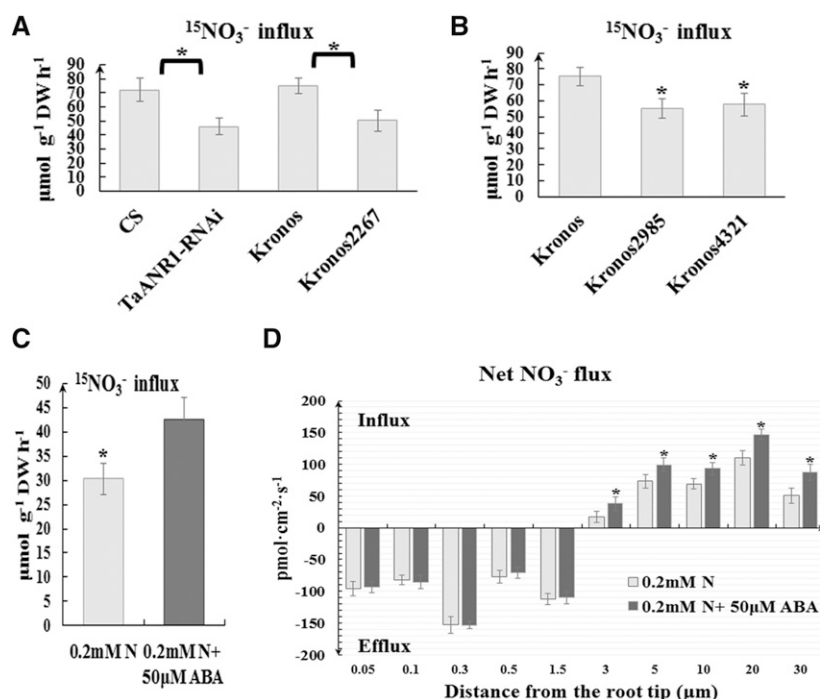 A
¹⁵NO₃⁻ influx
*
*
µmol g⁻¹ DW h⁻¹
90
80
70
60
50
40
30
20
10
0
CS
TaANR1-RNAi
Kronos
Kronos2267
B
¹⁵NO₃⁻ influx
µmol g⁻¹ DW h⁻¹
90
80
70
60
50
40
30
20
10
0
*
*
Kronos
Kronos2985
Kronos4321
C
¹⁵NO₃⁻ influx
µmol g⁻¹ DW h⁻¹
50
45
40
35
30
25
20
15
10
5
0
*
0.2mM N
0.2mM N+
50µM ABA
D
Net NO₃⁻ flux
pmol·cm⁻²·s⁻¹
200
150
100
50
0
-50
-100
-150
-200
Influx
Efflux
* * * * *
0.2mM N
0.2mM N+ 50µM ABA
0.05 0.1 0.3 0.5 1.5 3 5 10 20 30
Distance from the root tip (µm)